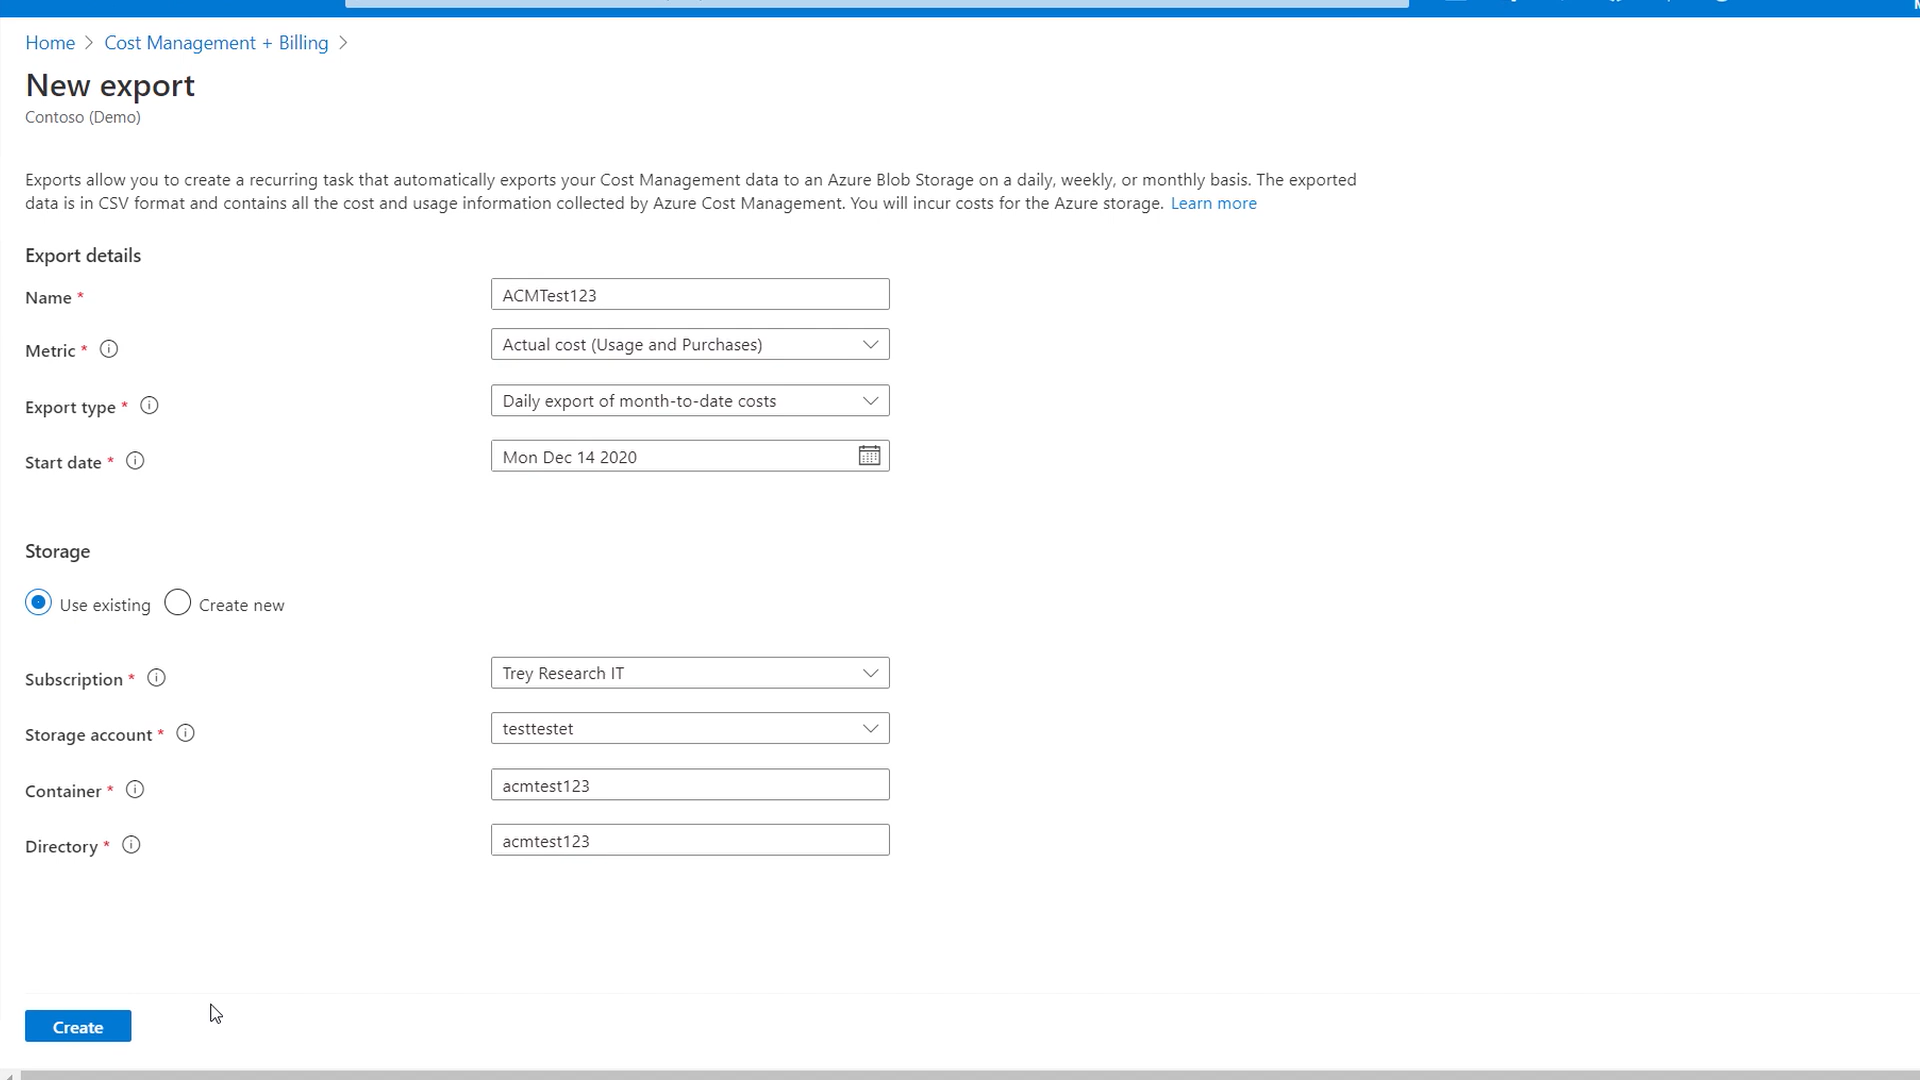 Home > Cost Management + Billing >
New export
Contoso (Demo)
Exports allow you to create a recurring task that automatically exports your Cost Management data to an Azure Blob Storage on a daily, weekly, or monthly basis. The exported
data is in CSV format and contains all the cost and usage information collected by Azure Cost Management. You will incur costs for the Azure storage. Learn more
Export details
Name * ACMTest123
Metric * Actual cost (Usage and Purchases)
Export type * Daily export of month-to-date costs
Start date * Mon Dec 14 2020
Storage
Use existing Create new
Subscription * Trey Research IT
Storage account * testtestet
Container * acmtest123
Directory * acmtest123
Create